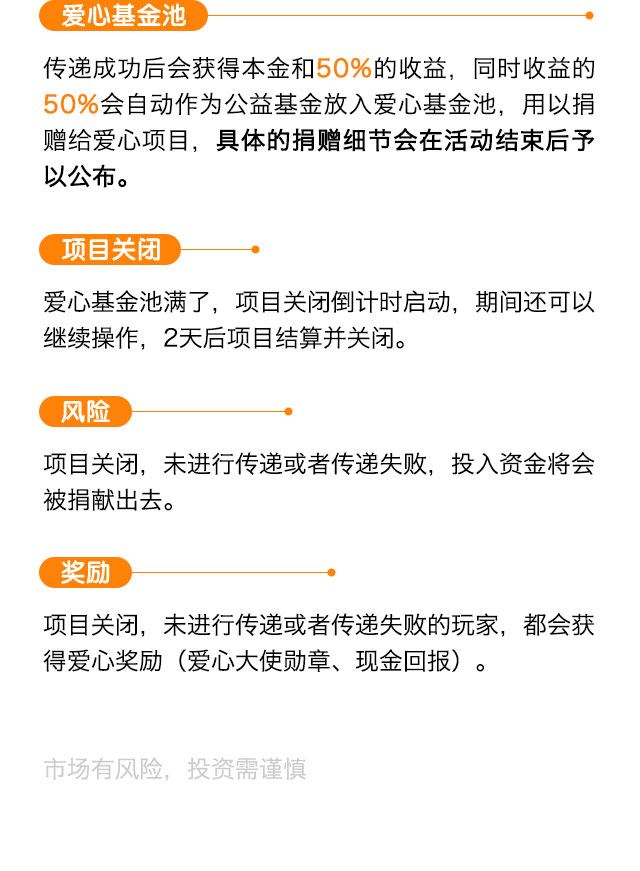 爱心基金池
传递成功后会获得本金和50%的收益，同时收益的
50%会自动作为公益基金放入爱心基金池，用以捐
赠给爱心项目，具体的捐赠细节会在活动结束后予
以公布。
项目关闭
爱心基金池满了，项目关闭倒计时启动，期间还可以
继续操作，2天后项目结算并关闭。
风险
项目关闭，未进行传递或者传递失败，投入资金将会
被捐献出去。
奖励
项目关闭，未进行传递或者传递失败的玩家，都会获
得爱心奖励（爱心大使勋章、现金回报）。
市场有风险，投资需谨慎